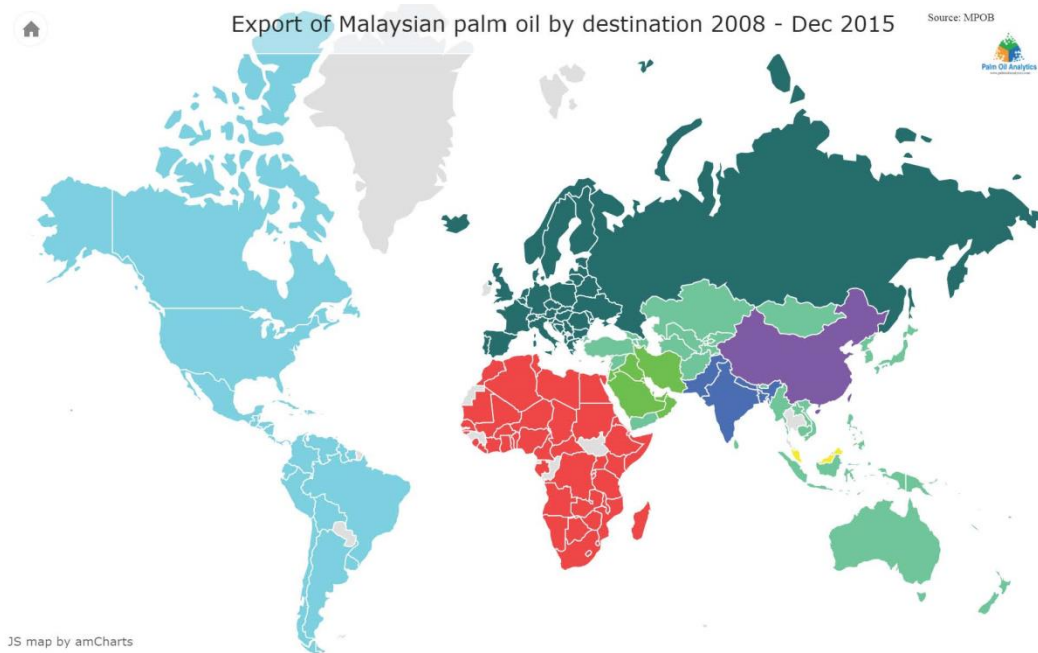 Export of Malaysian palm oil by destination 2008 - Dec 2015
Source: MPOB
Palm Oil Analytics
JS map by amCharts